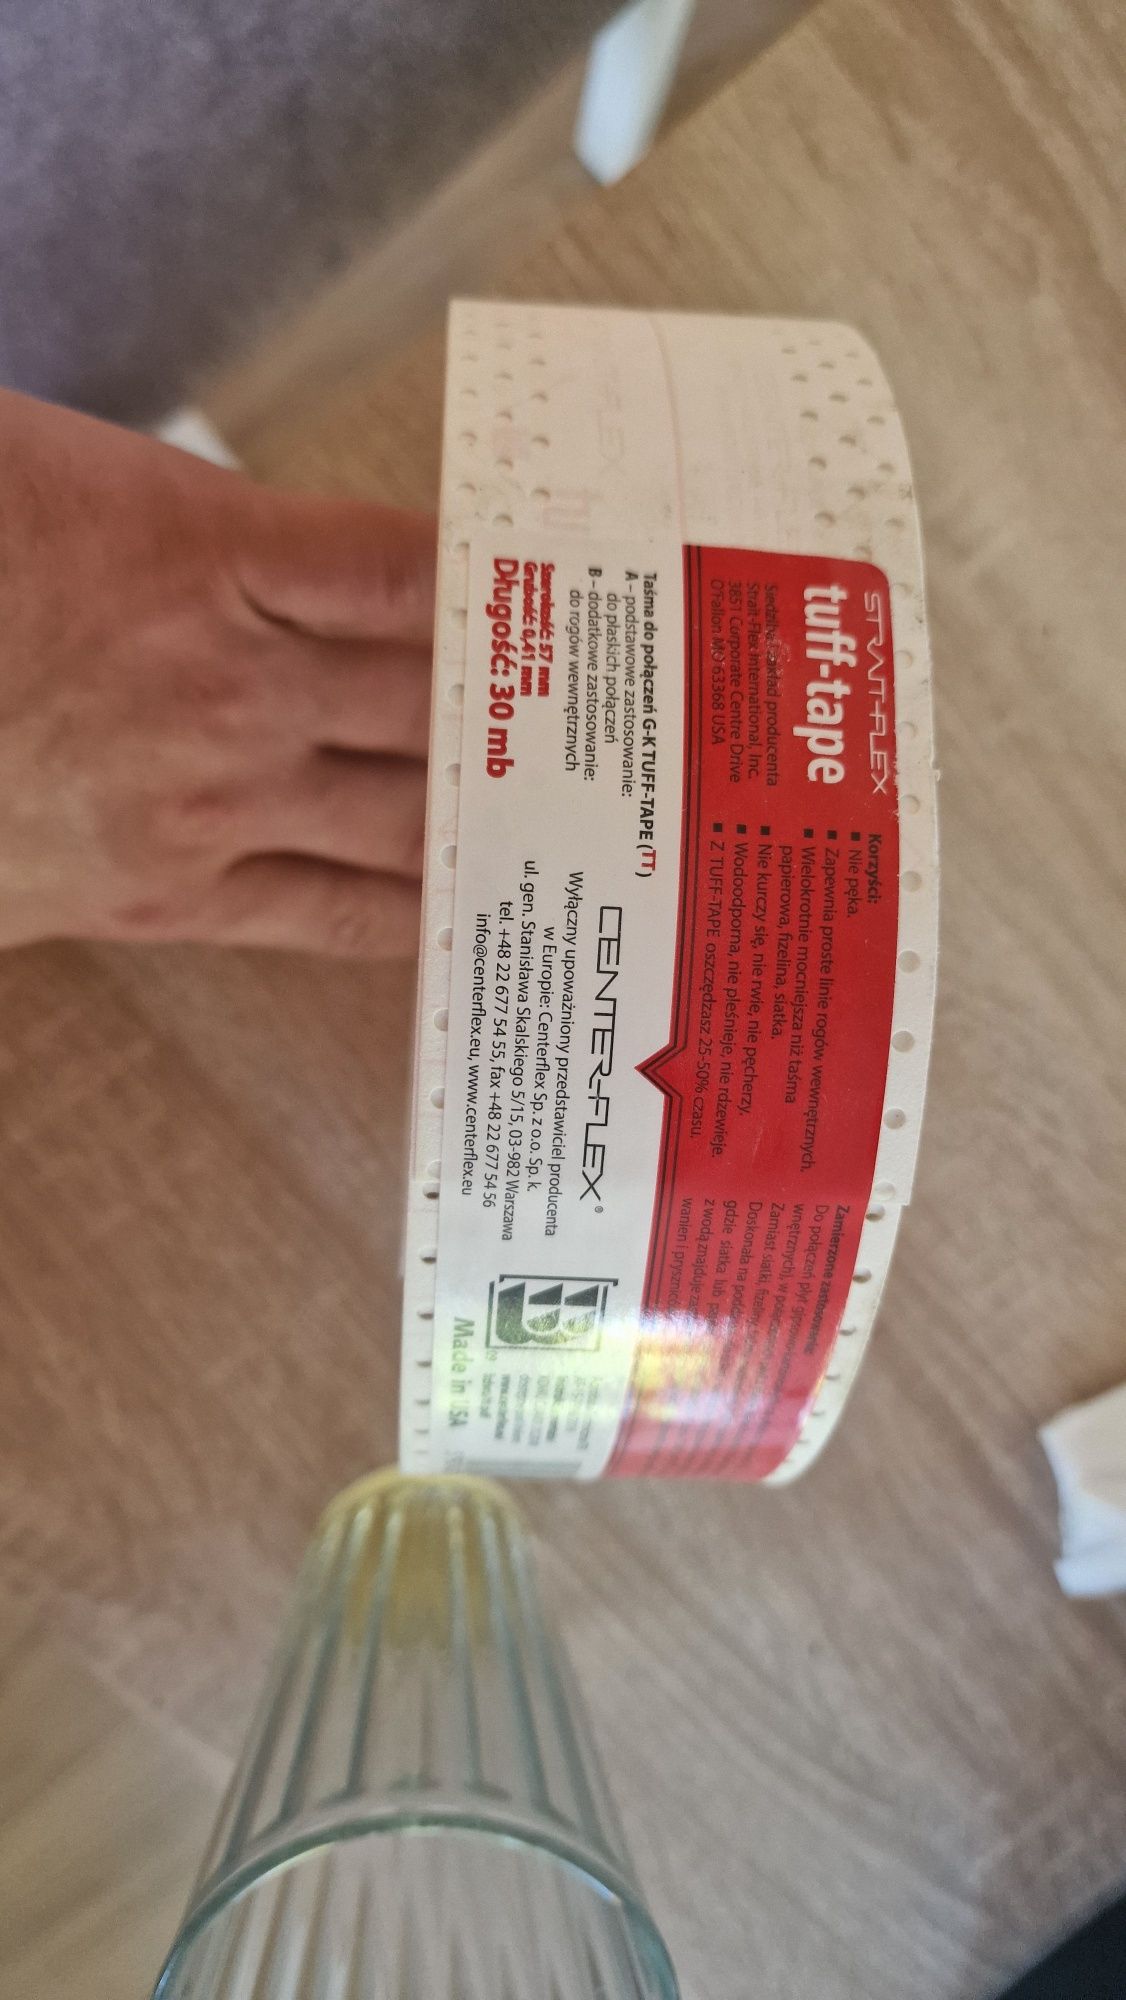 STRAIT-FLEX
tuff-tape
Siedziba i zakład producenta
Strait-Flex International, Inc.
3851 Corporate Centre Drive
O'Fallon MO 63368 USA
Korzyści:
▪ Nie pęka.
▪ Zapewnia proste linie rogów wewnętrznych.
▪ Wielokrotnie mocniejsza niż taśma
papierowa, fizelina, siatka.
▪ Nie kurczy się, nie rwie, nie pęcherzy.
▪ Wodoodporna, nie pleśnieje, nie rdzewieje.
▪ Z TUFF-TAPE oszczędzasz 25-50% czasu.
Zamierzone zastosowanie
Do połączeń płyt
wnętrznych), w
Zamiast siatki, fizeliny
Doskonała na
gdzie siatka lub
z wodą znajduje
wanien i
Taśma do połączeń G-K TUFF-TAPE (TT)
A – podstawowe zastosowanie:
do płaskich połączeń
B – dodatkowe zastosowanie:
do rogów wewnętrznych
Szerokość: 57 mm
Grubość: 0,41 mm
Długość: 30 mb
CENTER-FLEX®
Wyłączny upoważniony przedstawiciel producenta
w Europie: Centerflex Sp. z o.o. Sp. k.
ul. gen. Stanisława Skalskiego 5/15, 03-982 Warszawa
tel. +48 22 677 54 55, fax +48 22 677 54 56
info@centerflex.eu, www.centerflex.eu
B
Made in USA